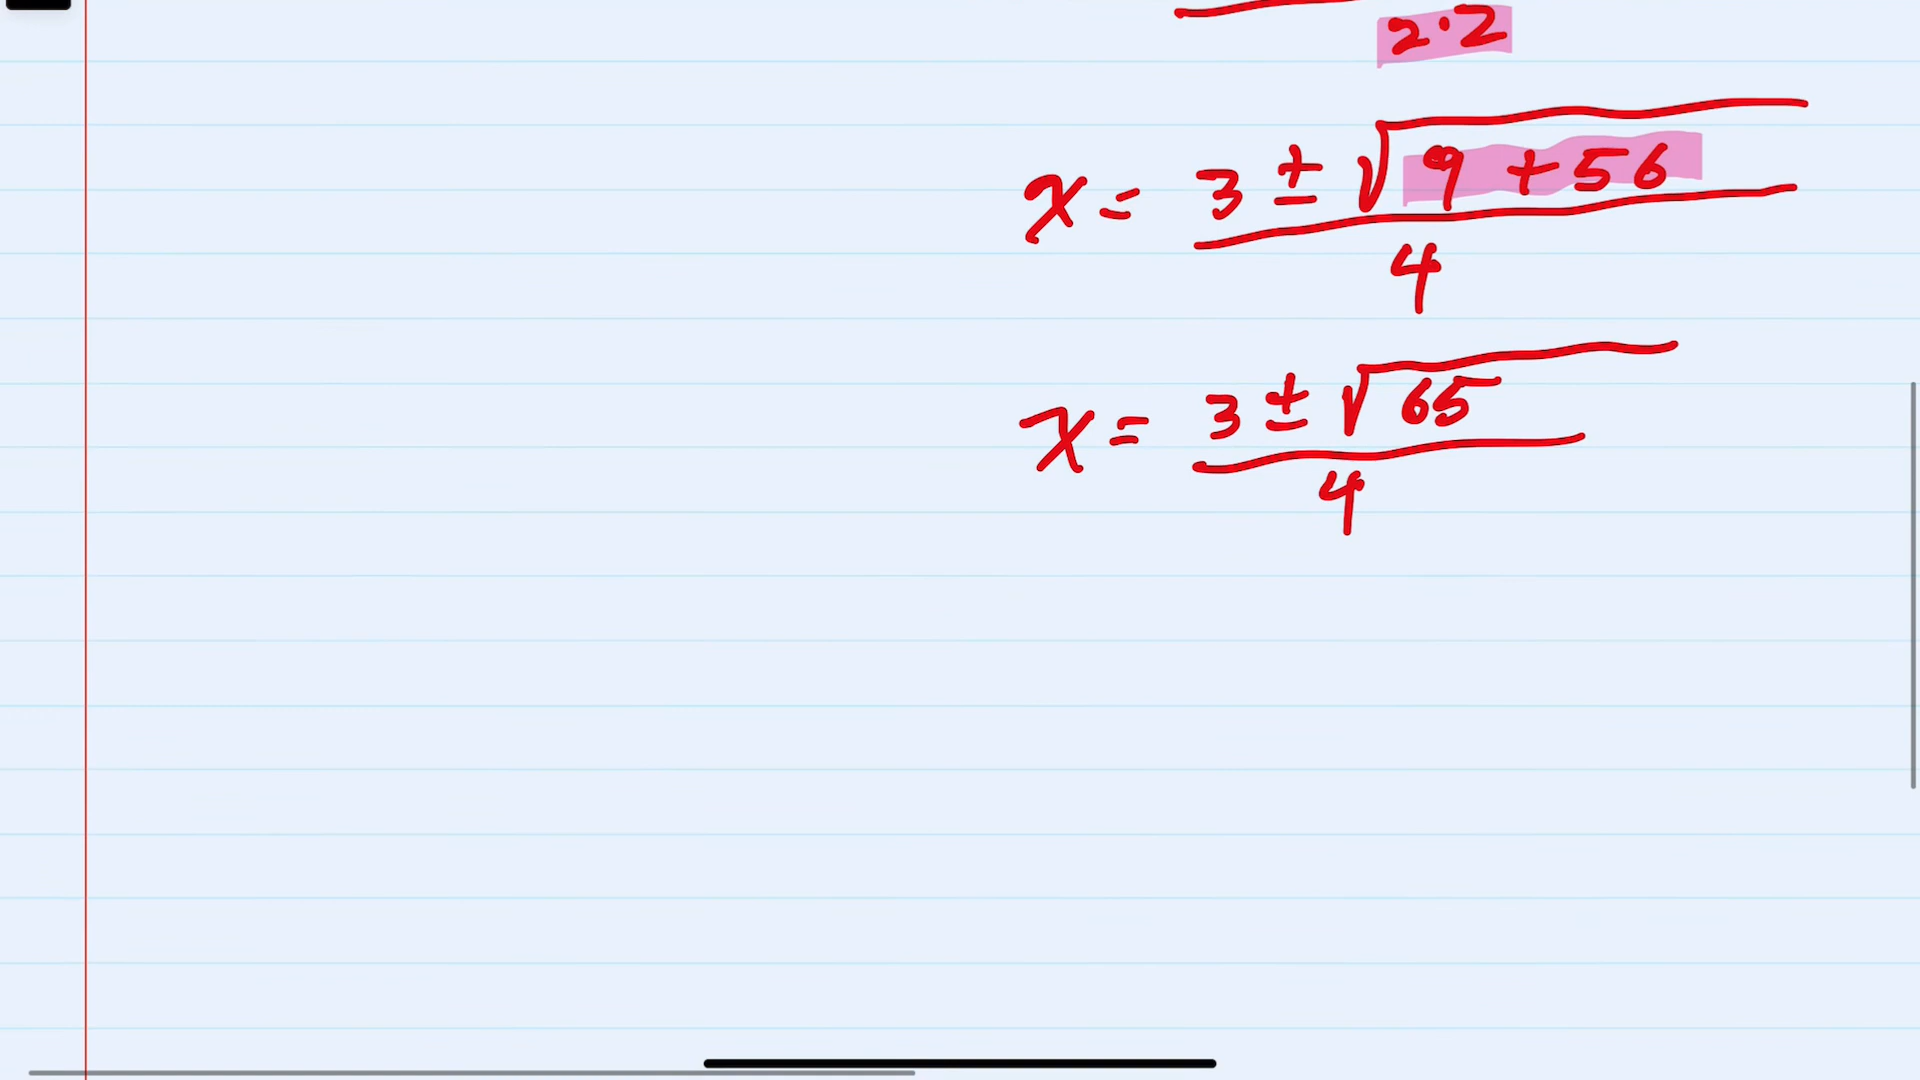 2·2
x = 3 ± √9 + 56
4
x = 3 ± √65
4